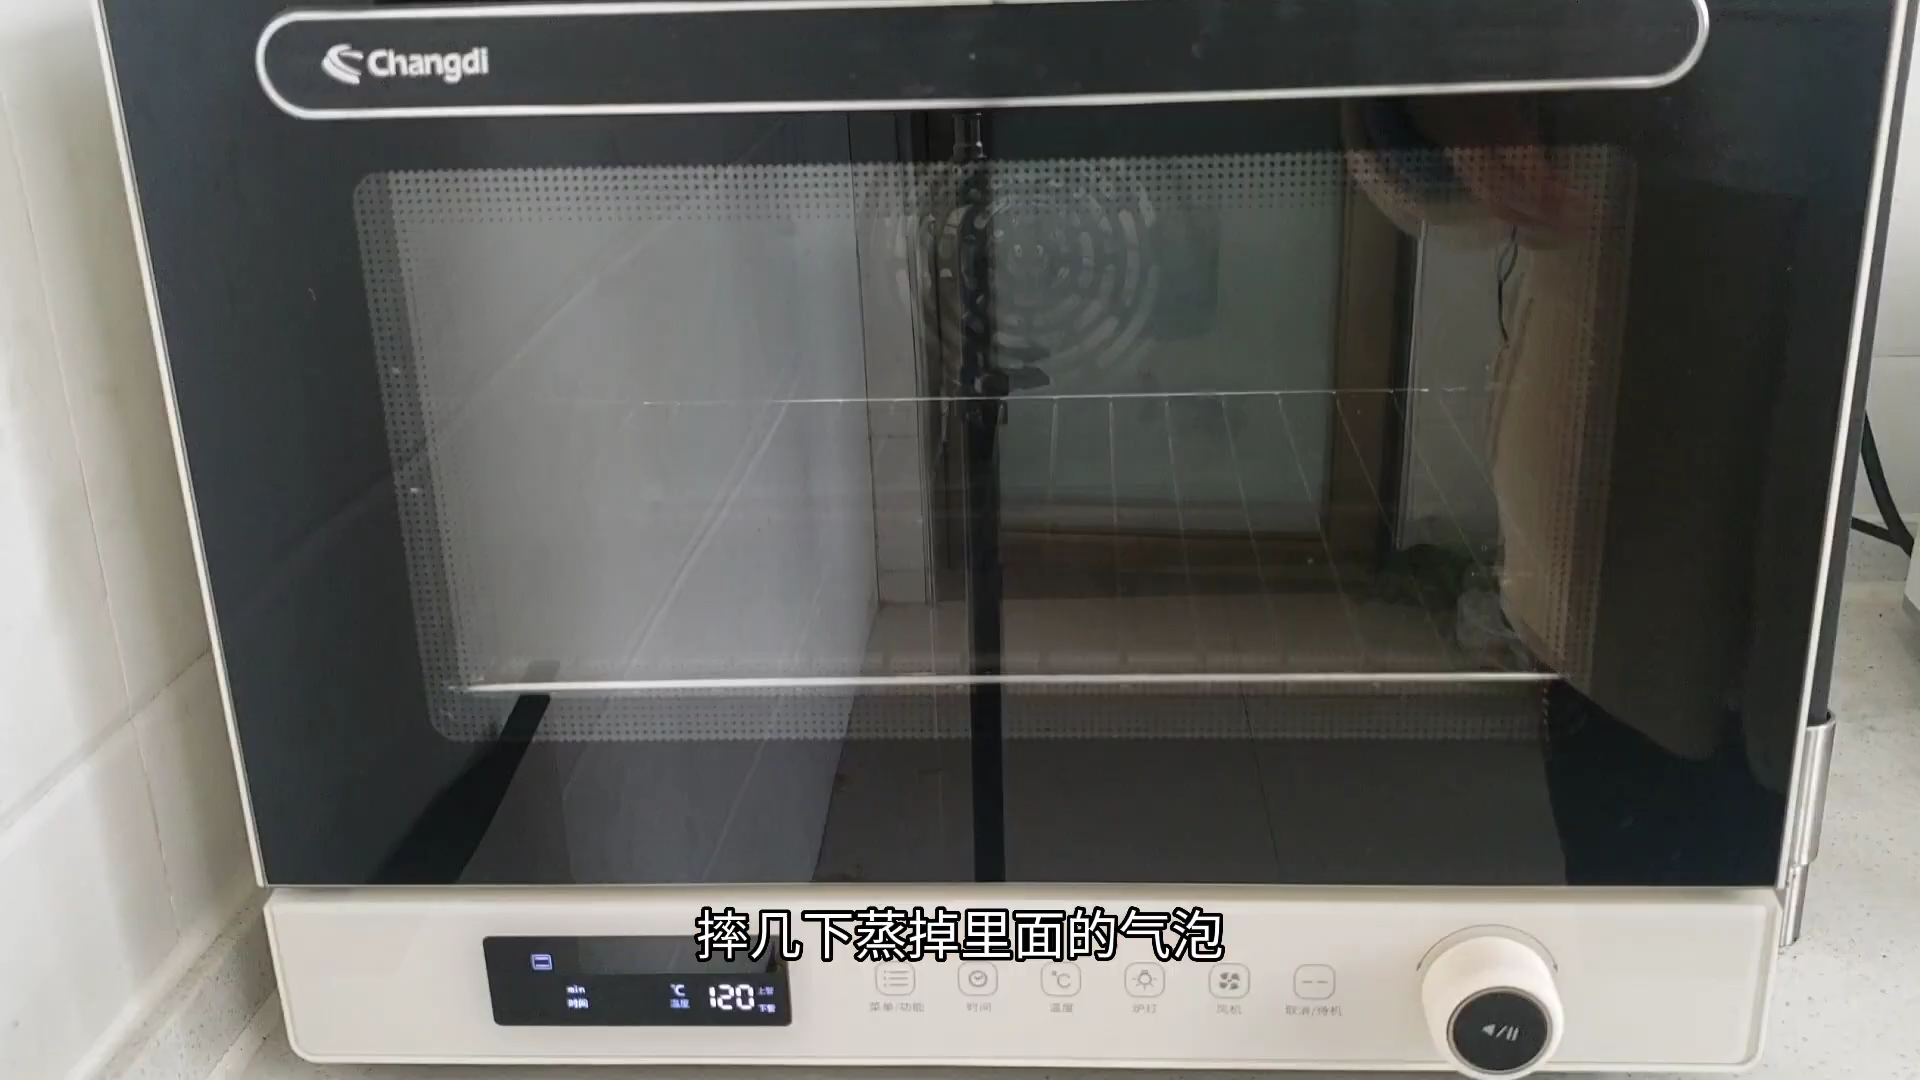 Changdi
摔几下蒸掉里面的气泡
min
℃
120
上管
时间
温度
下管
℃
菜单/功能
时间
温度
炉灯
风机
取消/待机